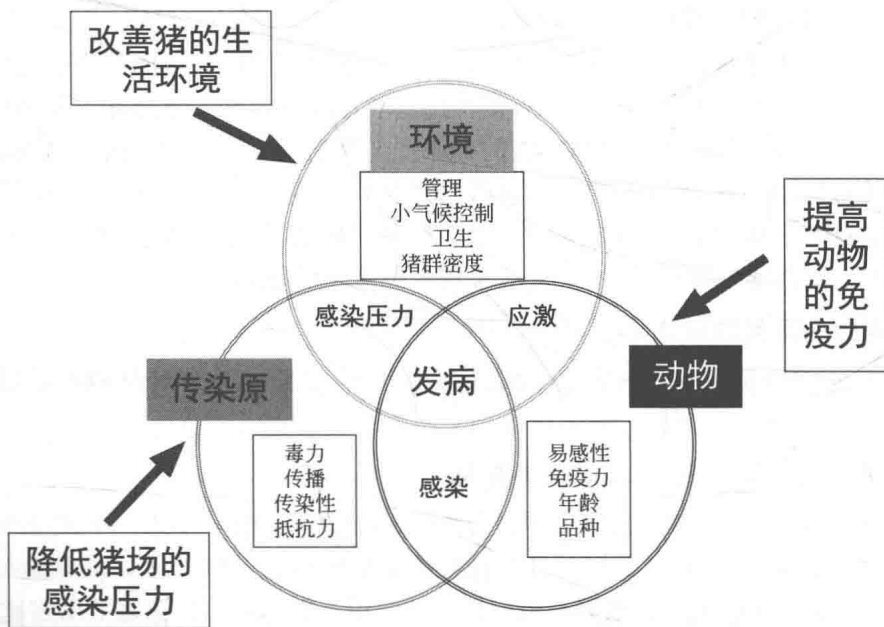 改善猪的生
活环境
环境
管理
小气候控制
卫生
猪群密度
提高
动物
的免
疫力
感染压力
应激
传染原
发病
动物
毒力
传播
传染性
抵抗力
感染
易感性
免疫力
年龄
品种
降低猪场的
感染压力